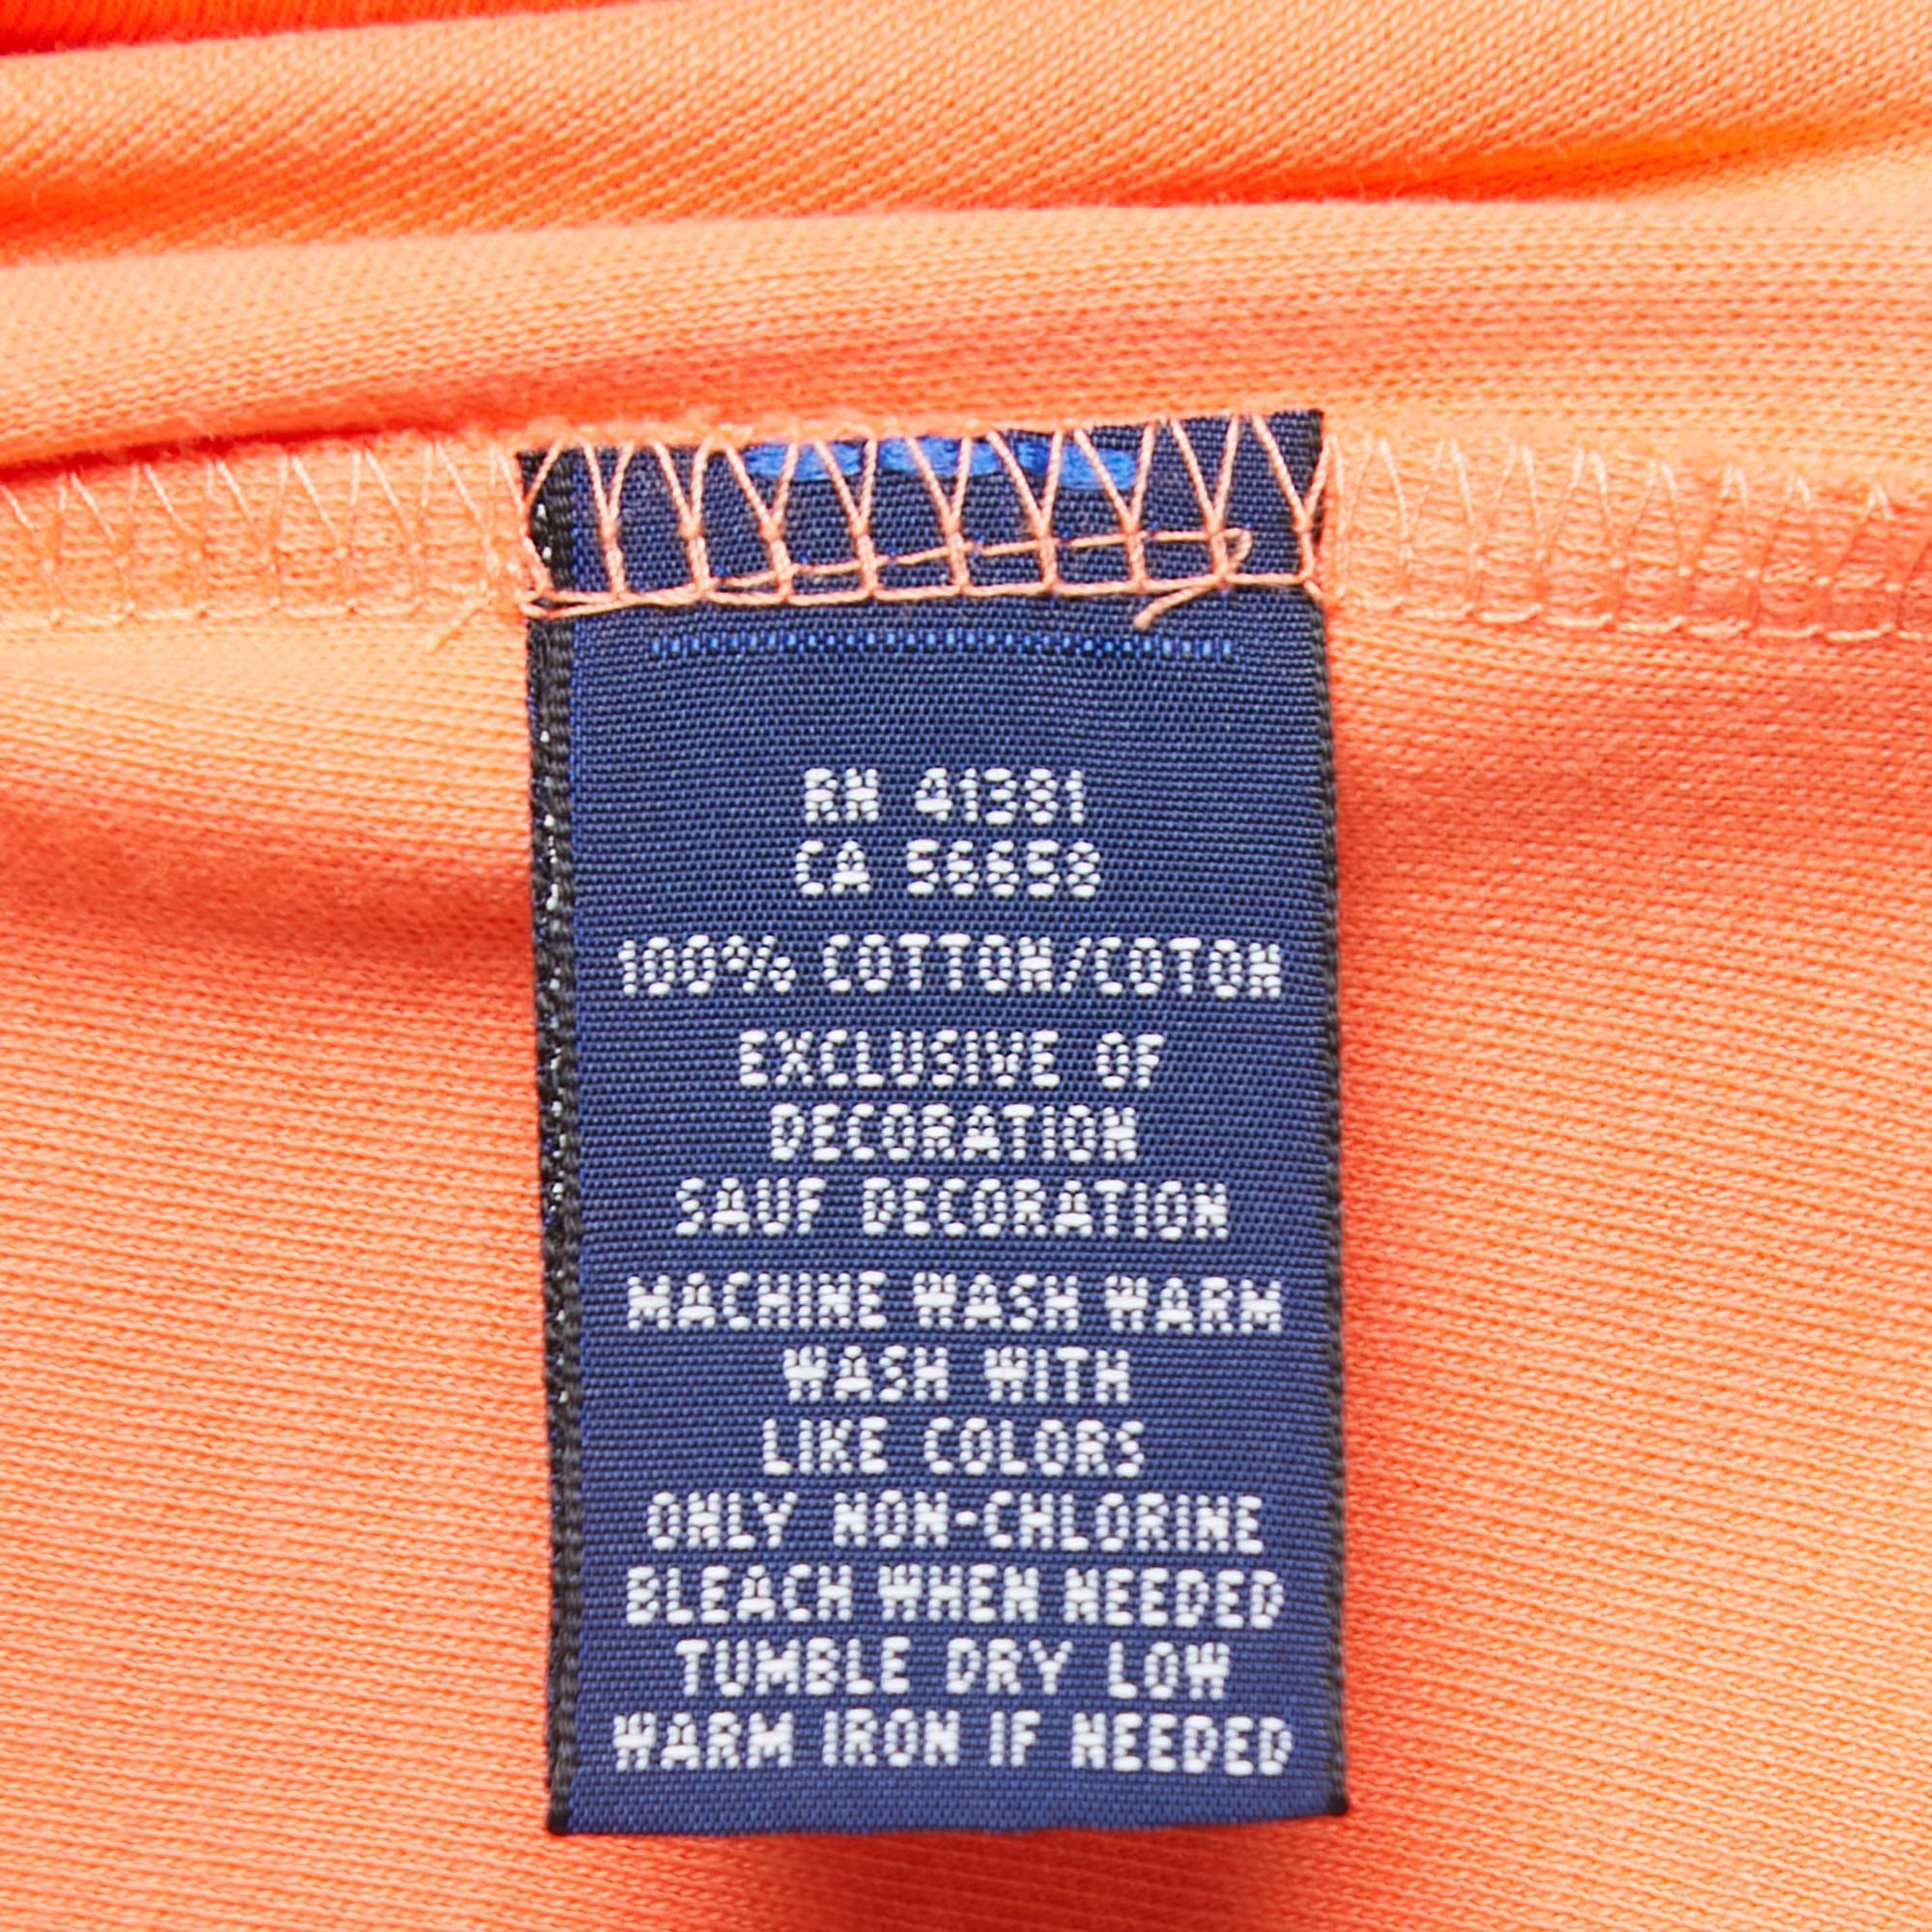 RN 41381
CA 56658
100% COTTON/COTON
EXCLUSIVE OF
DECORATION
SAUF DECORATION
MACHINE WASH WARM
WASH WITH
LIKE COLORS
ONLY NON-CHLORINE
BLEACH WHEN NEEDED
TUMBLE DRY LOW
WARM IRON IF NEEDED